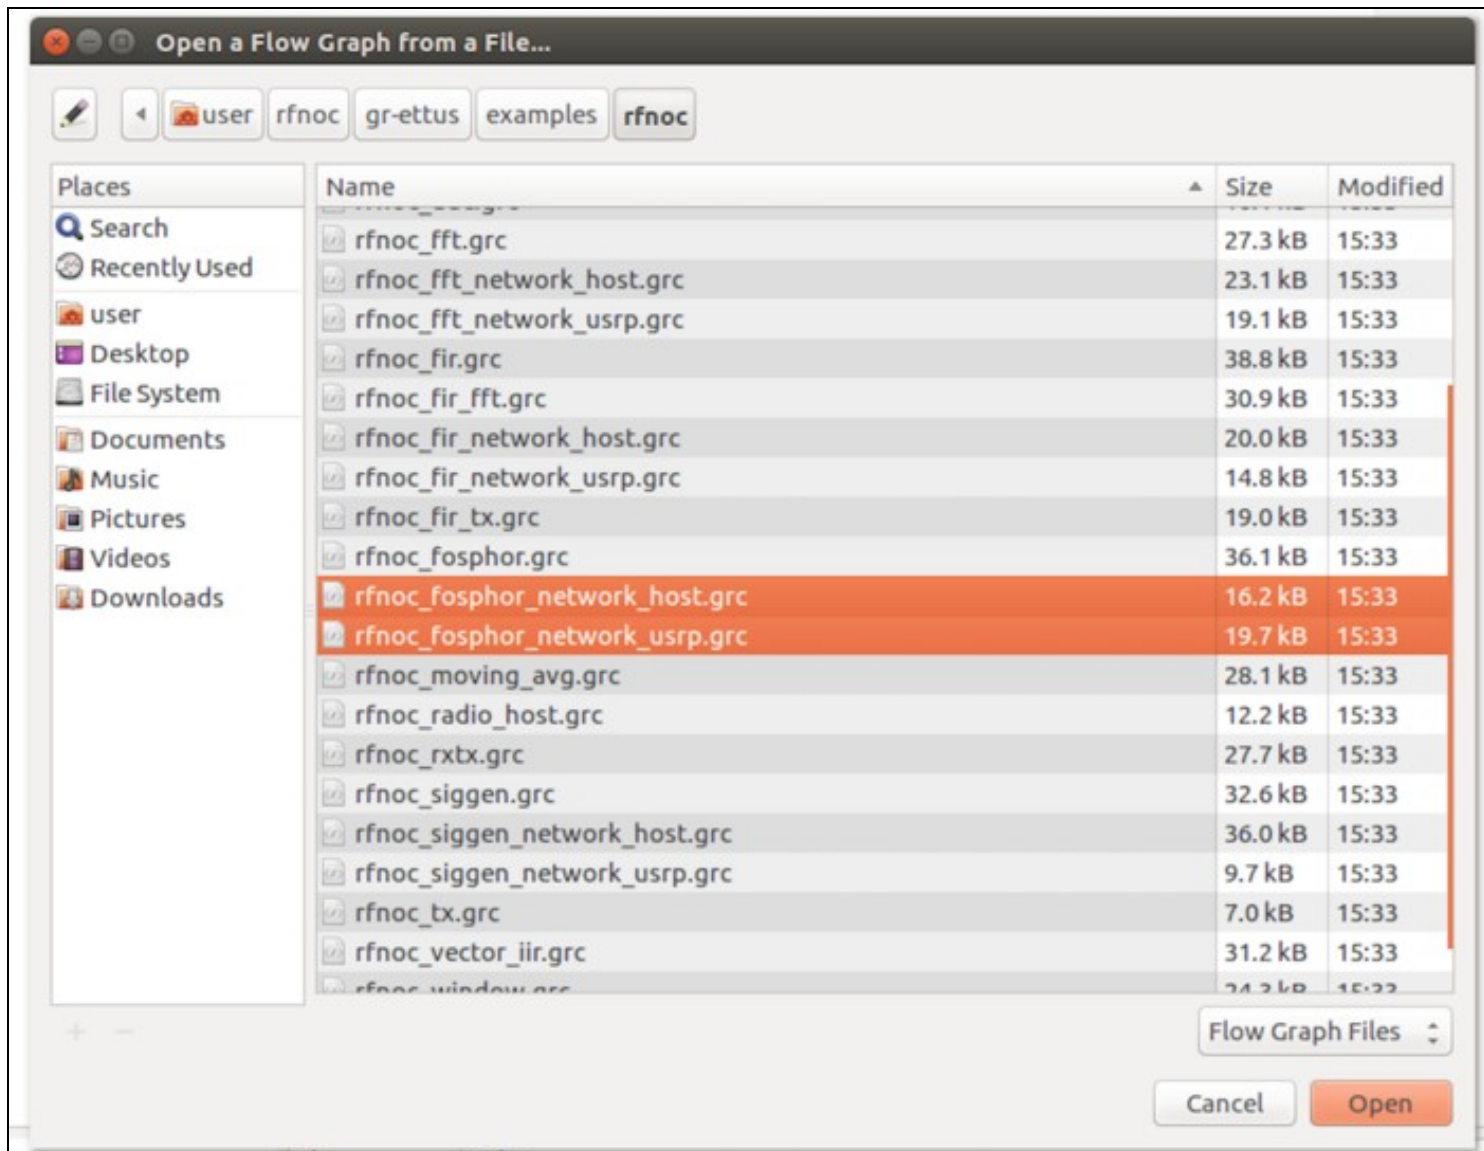 Open a Flow Graph from a File...
user rfnoc gr-ettus examples rfnoc
Places
Search
Recently Used
user
Desktop
File System
Documents
Music
Pictures
Videos
Downloads
Name Size Modified
rfnoc_fft.grc 27.3 kB 15:33
rfnoc_fft_network_host.grc 23.1 kB 15:33
rfnoc_fft_network_usrp.grc 19.1 kB 15:33
rfnoc_fir.grc 38.8 kB 15:33
rfnoc_fir_fft.grc 30.9 kB 15:33
rfnoc_fir_network_host.grc 20.0 kB 15:33
rfnoc_fir_network_usrp.grc 14.8 kB 15:33
rfnoc_fir_tx.grc 19.0 kB 15:33
rfnoc_fosphor.grc 36.1 kB 15:33
rfnoc_fosphor_network_host.grc 16.2 kB 15:33
rfnoc_fosphor_network_usrp.grc 19.7 kB 15:33
rfnoc_moving_avg.grc 28.1 kB 15:33
rfnoc_radio_host.grc 12.2 kB 15:33
rfnoc_rxtx.grc 27.7 kB 15:33
rfnoc_siggen.grc 32.6 kB 15:33
rfnoc_siggen_network_host.grc 36.0 kB 15:33
rfnoc_siggen_network_usrp.grc 9.7 kB 15:33
rfnoc_tx.grc 7.0 kB 15:33
rfnoc_vector_iir.grc 31.2 kB 15:33
rfnoc_window.grc
Flow Graph Files
Cancel Open